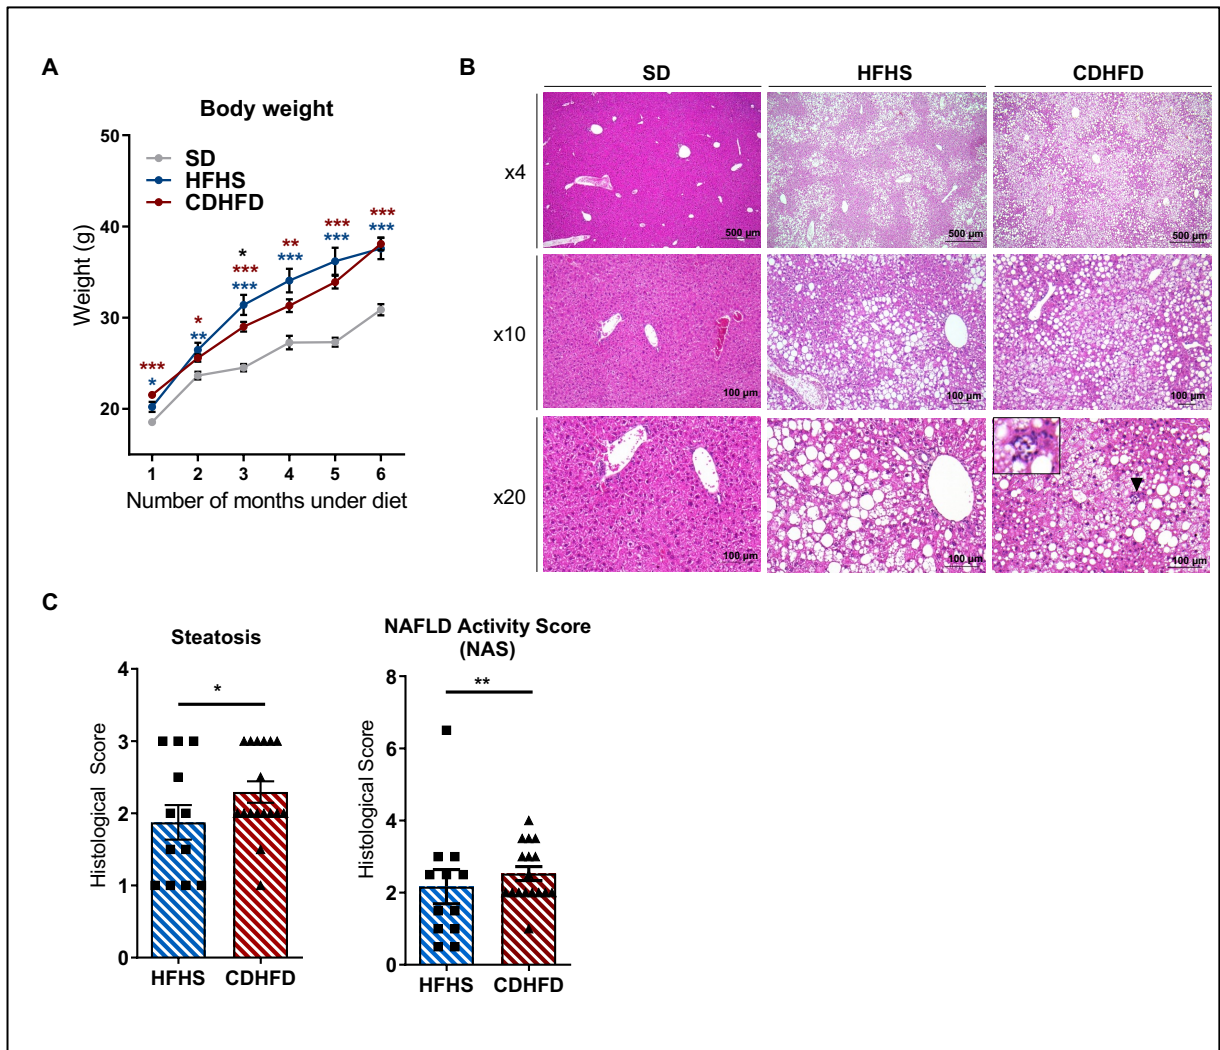 A
Body weight
50
40
30
20
Weight (g)
SD
HFHS
CDHFD
***
*
*
**
*
***
***
**
***
***
***
***
***
1 2 3 4 5 6
Number of months under diet
B
SD HFHS CDHFD
x4
500 µm 500 µm 500 µm
x10
100 µm 100 µm 100 µm
x20
100 µm 100 µm 100 µm
C
Steatosis
4
3
2
1
0
Histological Score
*
HFHS CDHFD
NAFLD Activity Score
(NAS)
8
6
4
2
0
Histological Score
**
HFHS CDHFD